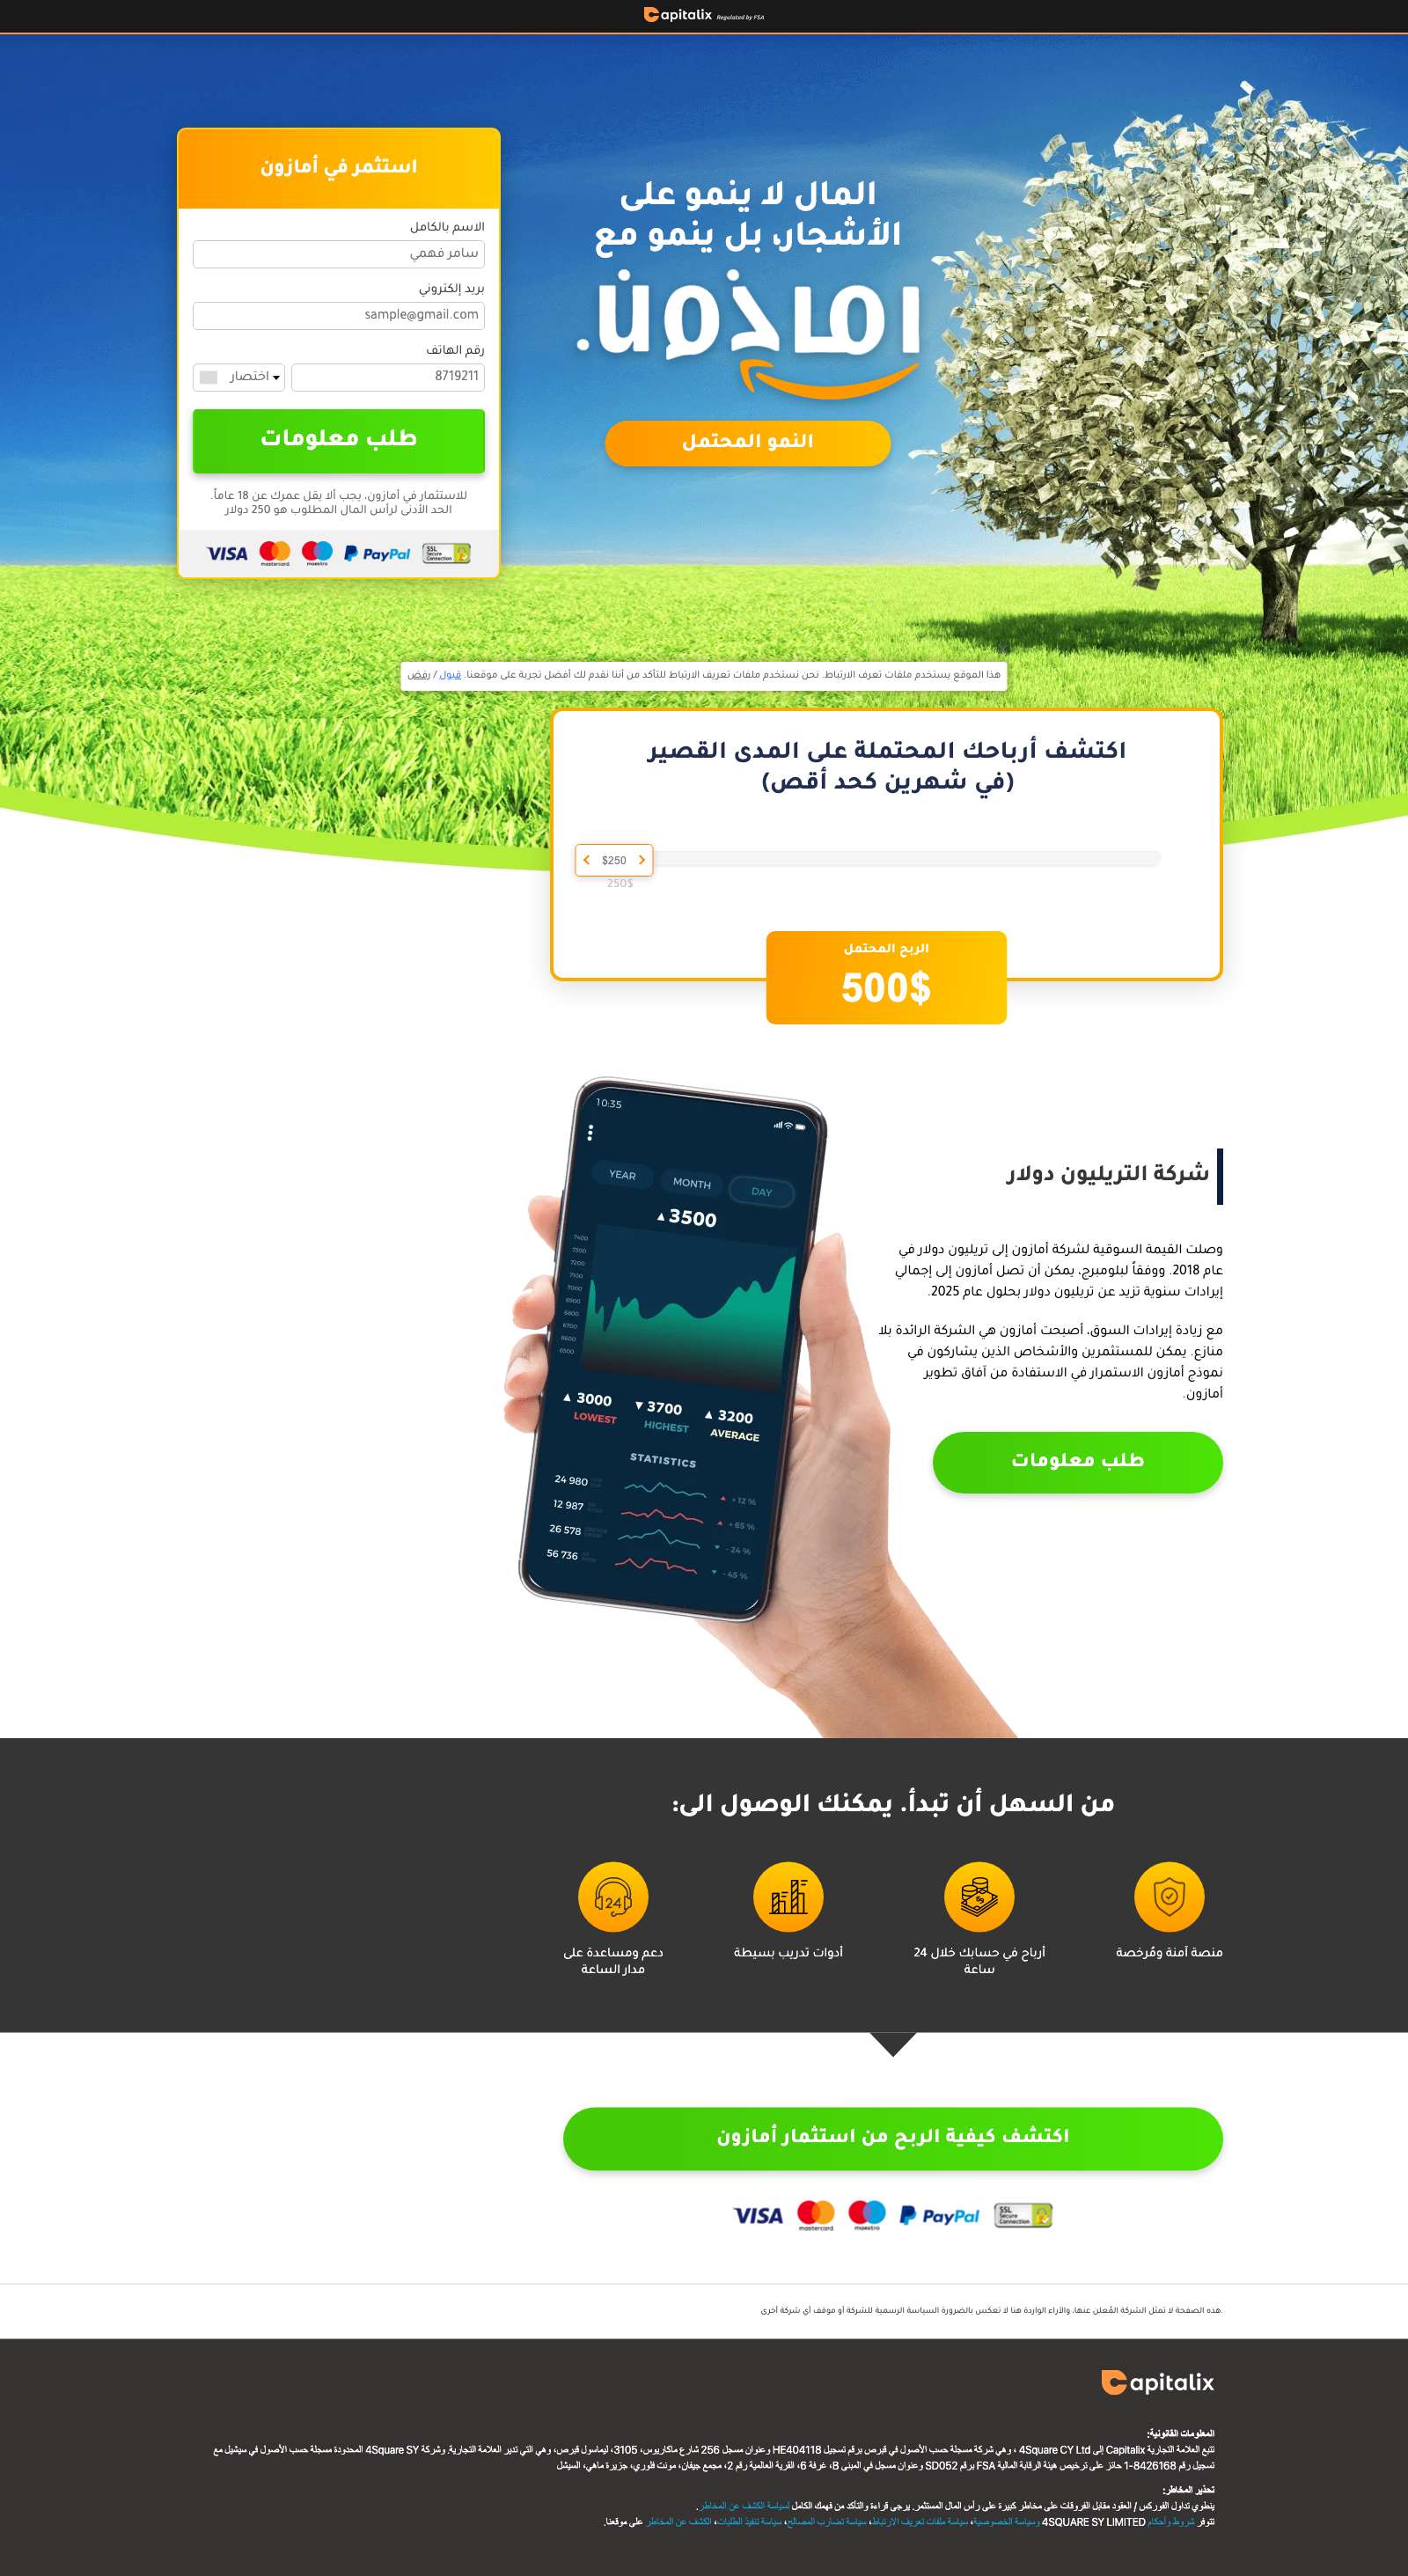 Capitalix Regulated by FSA
المال لا ينمو على
الأشجار، بل ينمو مع
اماذون.
النمو المحتمل
استثمر في أمازون
الاسم بالكامل
سامر فهمي
بريد إلكتروني
sample@gmail.com
رقم الهاتف
8719211
اختصار
طلب معلومات
للاستثمار في أمازون، يجب ألا يقل عمرك عن 18 عاماً.
الحد الأدنى لرأس المال المطلوب هو 250 دولار
VISA mastercard maestro PayPal SSL Secure Connection
هذا الموقع يستخدم ملفات تعرف الارتباط. نحن نستخدم ملفات تعريف الارتباط للتأكد من أننا نقدم لك أفضل تجربة على موقعنا. قبول / رفض
اكتشف أرباحك المحتملة على المدى القصير
(في شهرين كحد أقص)
$250
250$
الربح المحتمل
500$
شركة التريليون دولار
وصلت القيمة السوقية لشركة أمازون إلى تريليون دولار في
عام 2018. ووفقاً لبلومبرج، يمكن أن تصل أمازون إلى إجمالي
إيرادات سنوية تزيد عن تريليون دولار بحلول عام 2025.
مع زيادة إيرادات السوق، أصبحت أمازون هي الشركة الرائدة بلا
منازع. يمكن للمستثمرين والأشخاص الذين يشاركون في
نموذج أمازون الاستمرار في الاستفادة من آفاق تطوير
أمازون.
طلب معلومات
10:35
YEAR MONTH DAY
▲3500
7400
7300
7200
7100
7000
6900
6800
6700
6600
6500
▲ 3000 ▼ 3700 ▲ 3200
LOWEST HIGHEST AVERAGE
STATISTICS
24 980 ▲ + 12 %
12 987 ▲ + 65 %
26 578 ▼ - 24 %
56 736 ▼ - 45 %
من السهل أن تبدأ. يمكنك الوصول الى:
منصة آمنة ومُرخصة
أرباح في حسابك خلال 24
ساعة
أدوات تدريب بسيطة
24
دعم ومساعدة على
مدار الساعة
اكتشف كيفية الربح من استثمار أمازون
VISA mastercard maestro PayPal SSL Secure Connection
هذه الصفحة لا تمثل الشركة المُعلن عنها، والآراء الواردة هنا لا تعكس بالضرورة السياسة الرسمية للشركة أو موقف أي شركة أخرى.
Capitalix
المعلومات القانونية:
تتبع العلامة التجارية Capitalix إلى 4Square CY Ltd ، وهي شركة مسجلة حسب الأصول في قبرص برقم تسجيل HE404118 وعنوان مسجل 256 شارع ماكاريوس، 3105، ليماسول قبرص، وهي التي تدير العلامة التجارية. وشركة 4Square SY المحدودة مسجلة حسب الأصول في سيشيل مع
تسجيل رقم 8426168-1 حائز على ترخيص هيئة الرقابة المالية FSA برقم SD052 وعنوان مسجل في المبنى B، غرفة 6، القرية العالمية رقم 2، مجمع جيفان، مونت فلوري، جزيرة ماهي، السيشل
تحذير المخاطر:
ينطوي تداول الفوركس / العقود مقابل الفروقات على مخاطر كبيرة على رأس المال المستثمر. يرجى قراءة والتأكد من فهمك الكامل لسياسة الكشف عن المخاطر.
تتوفر شروط وأحكام 4SQUARE SY LIMITED وسياسة الخصوصية، سياسة ملفات تعريف الارتباط، سياسة تضارب المصالح، سياسة تنفيذ الطلبات، الكشف عن المخاطر على موقعنا.